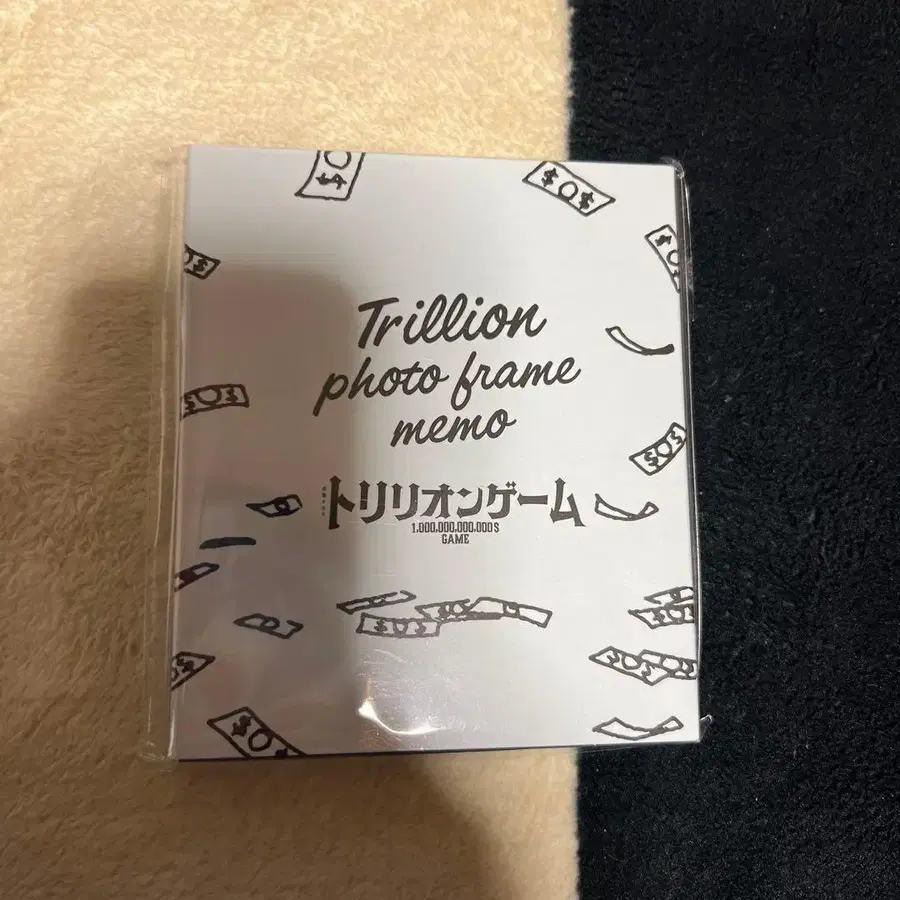 Trillion
photo frame
memo
トリリオンゲーム
1,000,000,000,000$
GAME